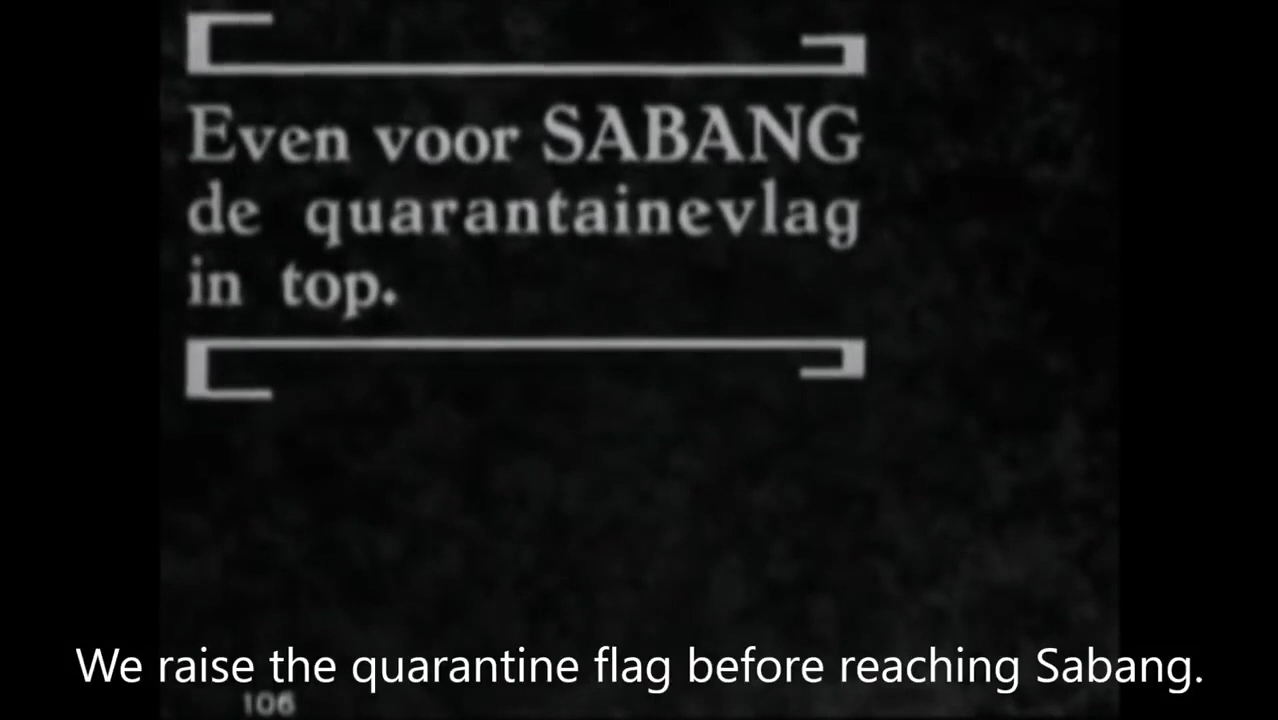 Even voor SABANG
de quarantainevlag
in top.
We raise the quarantine flag before reaching Sabang.
106